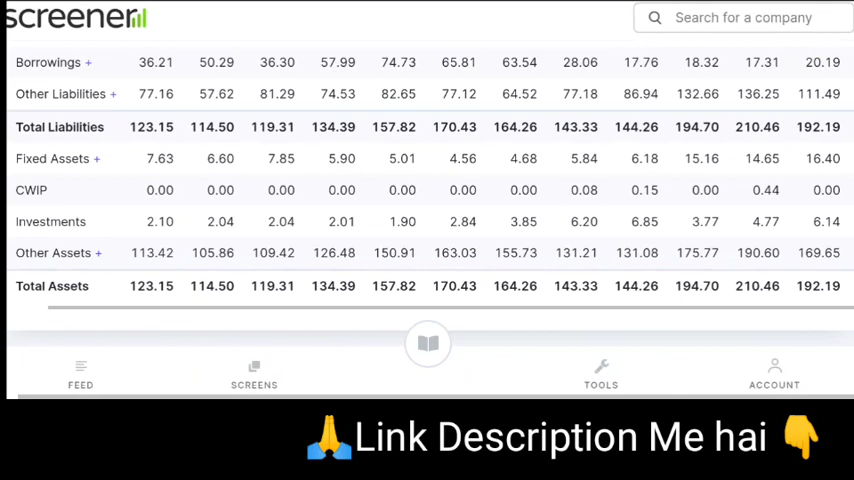 screener
Search for a company
Borrowings + 36.21 50.29 36.30 57.99 74.73 65.81 63.54 28.06 17.76 18.32 17.31 20.19
Other Liabilities + 77.16 57.62 81.29 74.53 82.65 77.12 64.52 77.18 86.94 132.66 136.25 111.49
Total Liabilities 123.15 114.50 119.31 134.39 157.82 170.43 164.26 143.33 144.26 194.70 210.46 192.19
Fixed Assets + 7.63 6.60 7.85 5.90 5.01 4.56 4.68 5.84 6.18 15.16 14.65 16.40
CWIP 0.00 0.00 0.00 0.00 0.00 0.00 0.00 0.08 0.15 0.00 0.44 0.00
Investments 2.10 2.04 2.04 2.01 1.90 2.84 3.85 6.20 6.85 3.77 4.77 6.14
Other Assets + 113.42 105.86 109.42 126.48 150.91 163.03 155.73 131.21 131.08 175.77 190.60 169.65
Total Assets 123.15 114.50 119.31 134.39 157.82 170.43 164.26 143.33 144.26 194.70 210.46 192.19
FEED SCREENS TOOLS ACCOUNT
🙏Link Description Me hai 👇